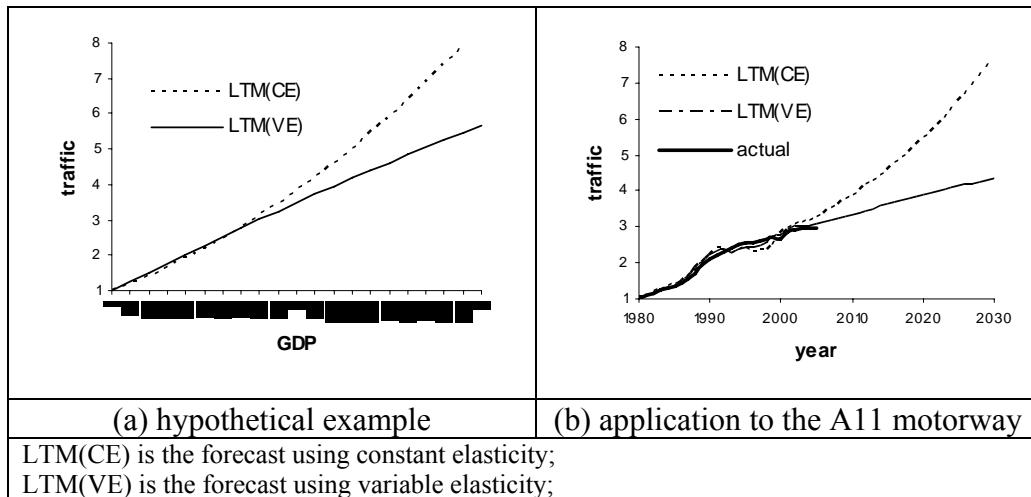 8
7
6
5
4
3
2
1
traffic
LTM(CE)
LTM(VE)
GDP
8
7
6
5
4
3
2
1
traffic
LTM(CE)
LTM(VE)
actual
1980 1990 2000 2010 2020 2030
year
(a) hypothetical example
(b) application to the A11 motorway
LTM(CE) is the forecast using constant elasticity;
LTM(VE) is the forecast using variable elasticity;